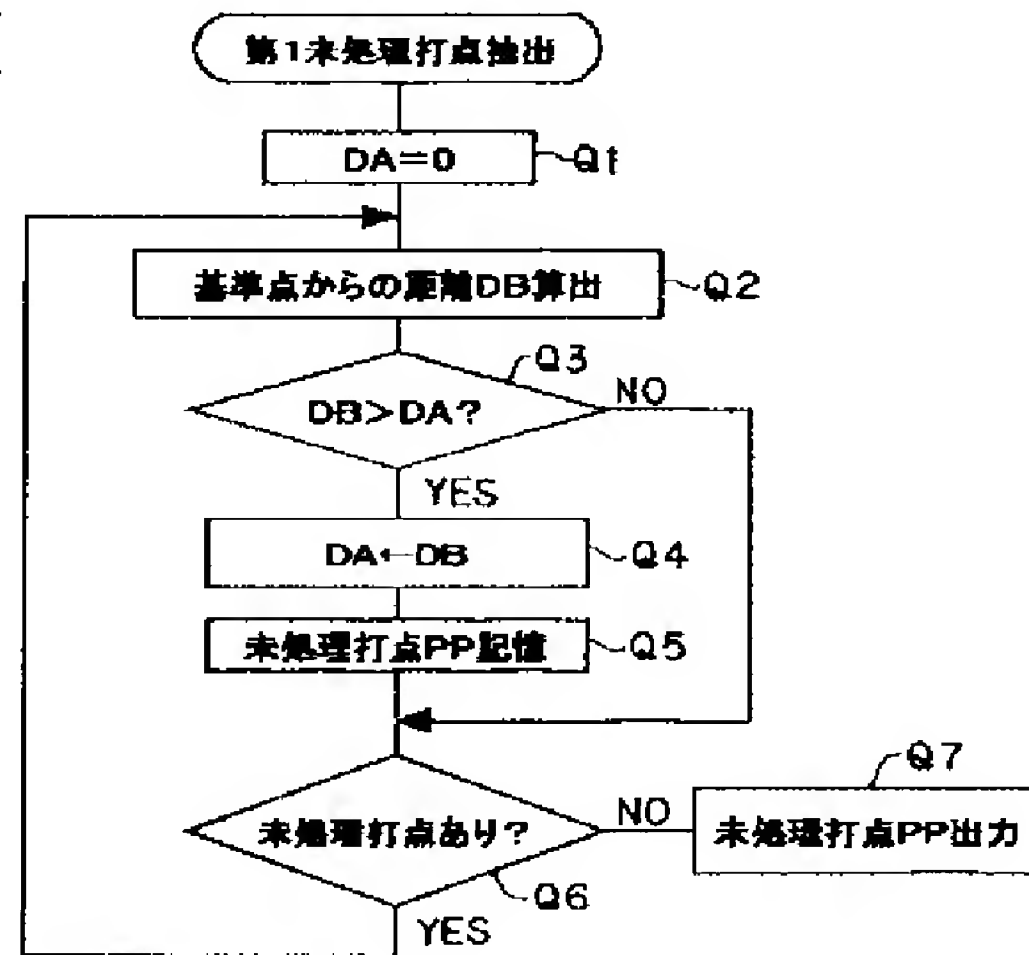 第1未処理打点抽出
DA=0
Q1
基準点からの距離DB算出
Q2
Q3
DB>DA?
NO
YES
DA←DB
Q4
未処理打点PP記憶
Q5
Q7
未処理打点あり?
NO
未処理打点PP出力
Q6
YES